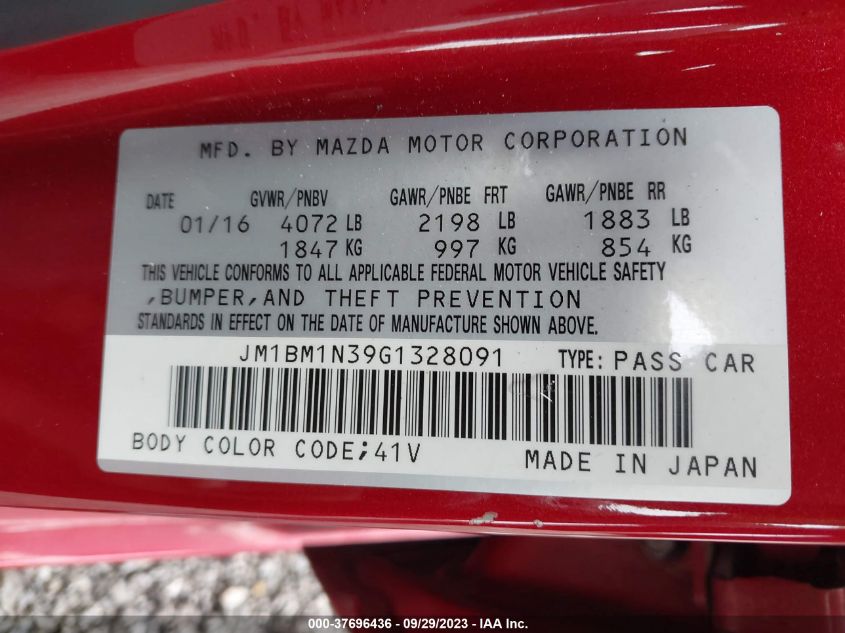 MFD. BY MAZDA MOTOR CORPORATION
DATE GVWR/PNBV GAWR/PNBE FRT GAWR/PNBE RR
01/16 4072 LB 2198 LB 1883 LB
1847 KG 997 KG 854 KG
THIS VEHICLE CONFORMS TO ALL APPLICABLE FEDERAL MOTOR VEHICLE SAFETY
,BUMPER,AND THEFT PREVENTION
STANDARDS IN EFFECT ON THE DATE OF MANUFACTURE SHOWN ABOVE.
JM1BM1N39G1328091 TYPE: PASS CAR
BODY COLOR CODE;41V
MADE IN JAPAN
000-37696436 - 09/29/2023 - IAA Inc.